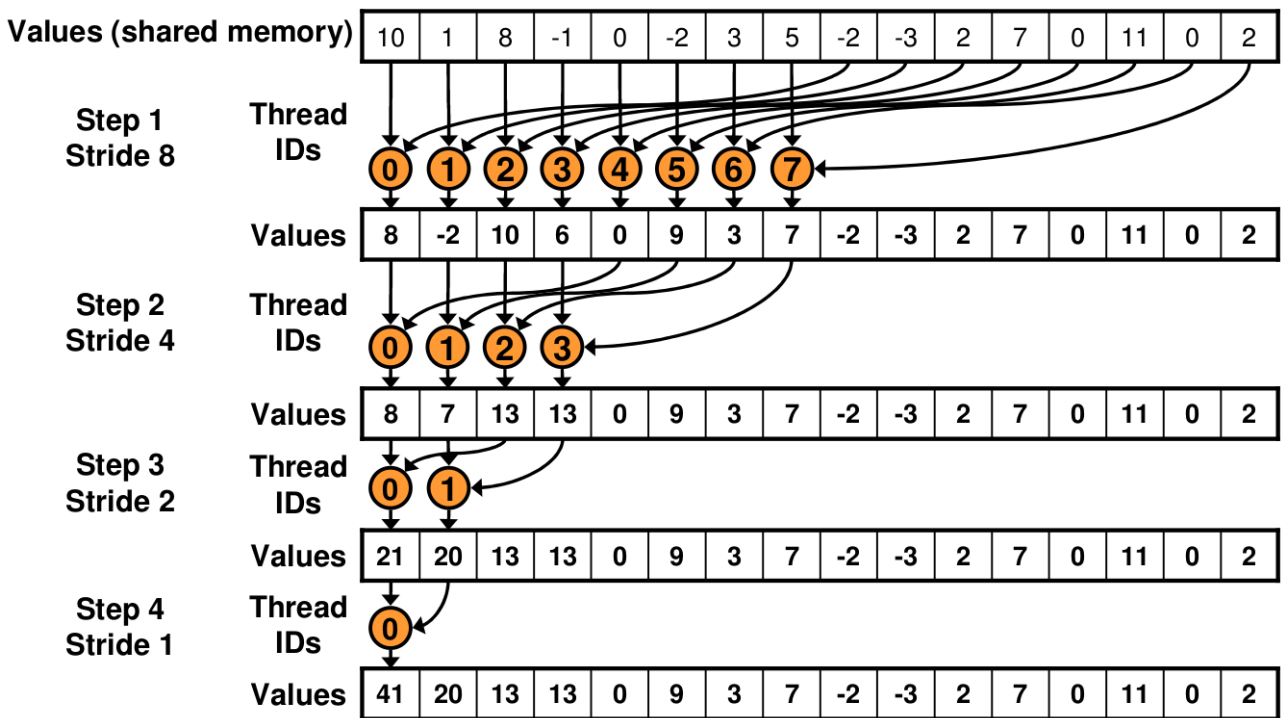 Values (shared memory) 10 1 8 -1 0 -2 3 5 -2 -3 2 7 0 11 0 2
Step 1 Thread
Stride 8 IDs
0 1 2 3 4 5 6 7
Values 8 -2 10 6 0 9 3 7 -2 -3 2 7 0 11 0 2
Step 2 Thread
Stride 4 IDs
0 1 2 3
Values 8 7 13 13 0 9 3 7 -2 -3 2 7 0 11 0 2
Step 3 Thread
Stride 2 IDs
0 1
Values 21 20 13 13 0 9 3 7 -2 -3 2 7 0 11 0 2
Step 4 Thread
Stride 1 IDs
0
Values 41 20 13 13 0 9 3 7 -2 -3 2 7 0 11 0 2